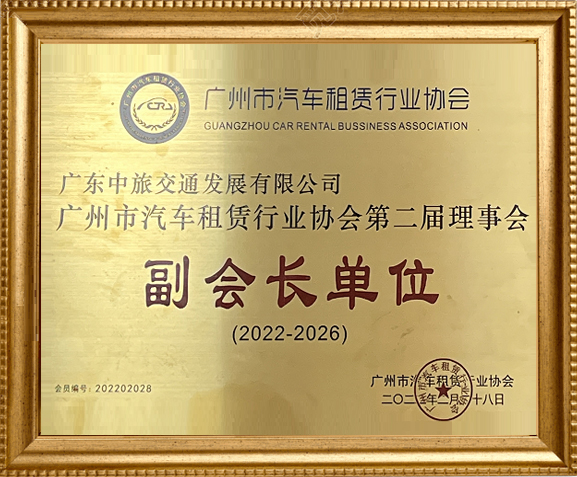 广州市汽车租赁行业协会
GUANGZHOU CAR RENTAL BUSSINESS ASSOCIATION
广东中旅交通发展有限公司
广州市汽车租赁行业协会第二届理事会
副会长单位
(2022-2026)
会员编号：202202028
广州市汽车租赁行业协会
二〇二 年二月 十八日